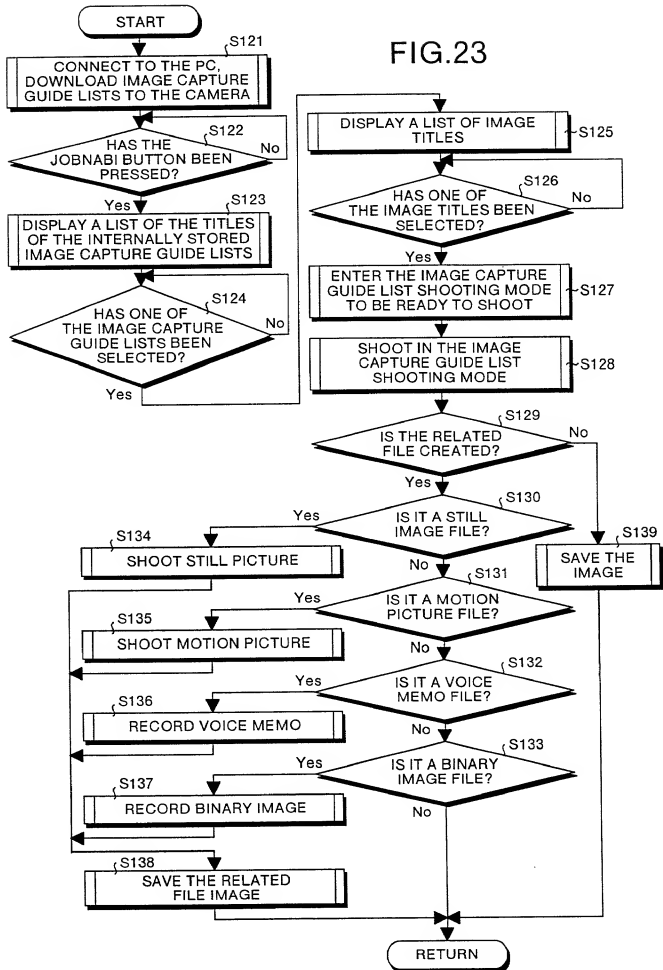 FIG.23
START
S121
CONNECT TO THE PC,
DOWNLOAD IMAGE CAPTURE
GUIDE LISTS TO THE CAMERA
S122
HAS THE
JOBNABI BUTTON BEEN
PRESSED?
No
Yes
S123
DISPLAY A LIST OF THE TITLES
OF THE INTERNALLY STORED
IMAGE CAPTURE GUIDE LISTS
S124
HAS ONE OF
THE IMAGE CAPTURE
GUIDE LISTS BEEN
SELECTED?
No
Yes
DISPLAY A LIST OF IMAGE
TITLES
S125
S126
HAS ONE OF
THE IMAGE TITLES BEEN
SELECTED?
No
Yes
ENTER THE IMAGE CAPTURE
GUIDE LIST SHOOTING MODE
TO BE READY TO SHOOT
S127
SHOOT IN THE IMAGE
CAPTURE GUIDE LIST
SHOOTING MODE
S128
S129
IS THE RELATED
FILE CREATED?
No
Yes
S130
IS IT A STILL
IMAGE FILE?
Yes
No
S134
SHOOT STILL PICTURE
S139
SAVE THE
IMAGE
S131
IS IT A MOTION
PICTURE FILE?
Yes
No
S135
SHOOT MOTION PICTURE
S132
IS IT A VOICE
MEMO FILE?
Yes
No
S136
RECORD VOICE MEMO
S133
IS IT A BINARY
IMAGE FILE?
Yes
No
S137
RECORD BINARY IMAGE
S138
SAVE THE RELATED
FILE IMAGE
RETURN